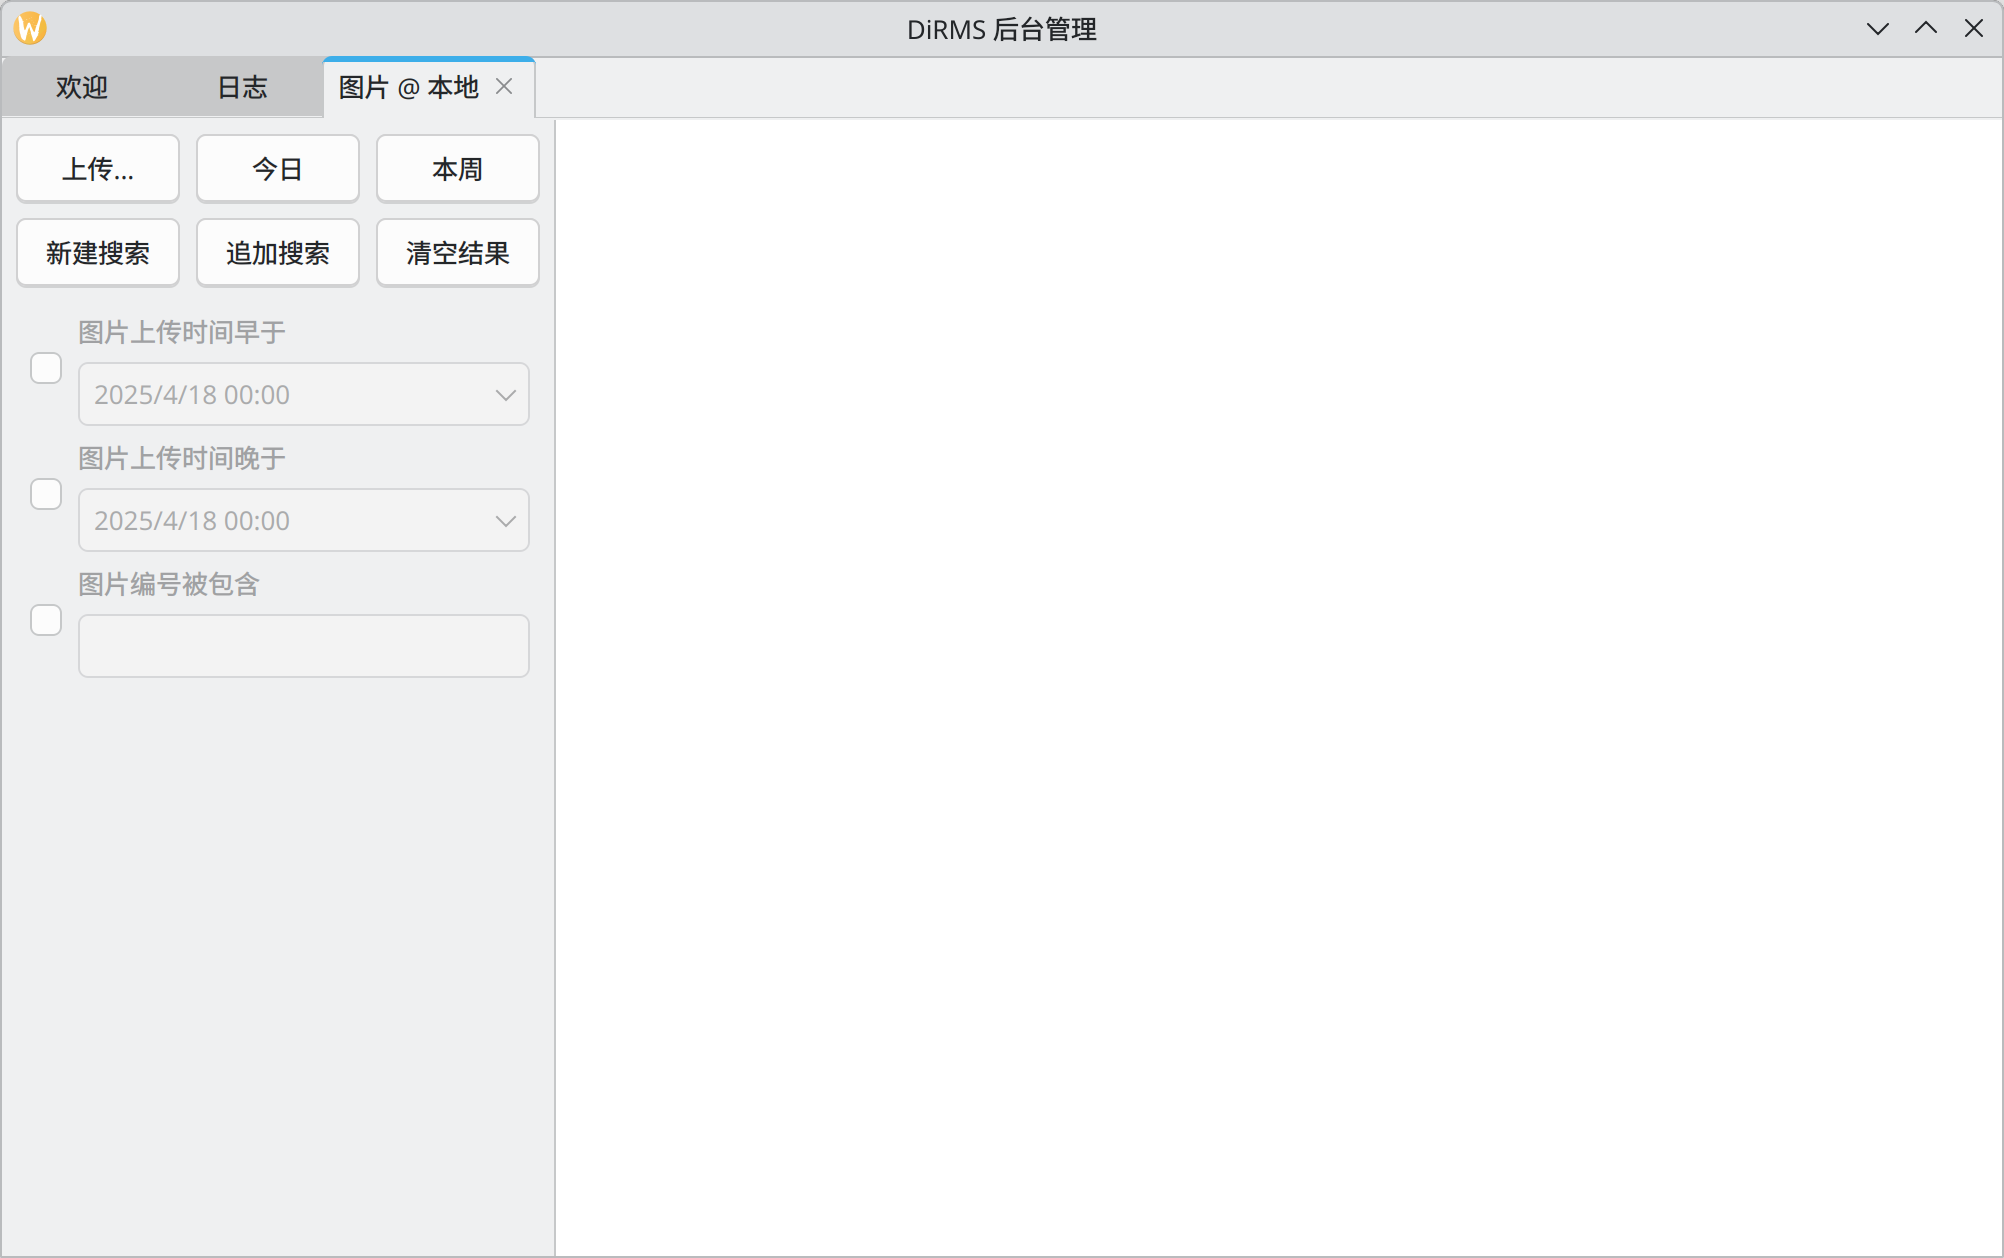 DiRMS 后台管理
欢迎 日志 图片 @ 本地
上传... 今日 本周
新建搜索 追加搜索 清空结果
图片上传时间早于
2025/4/18 00:00
图片上传时间晚于
2025/4/18 00:00
图片编号被包含